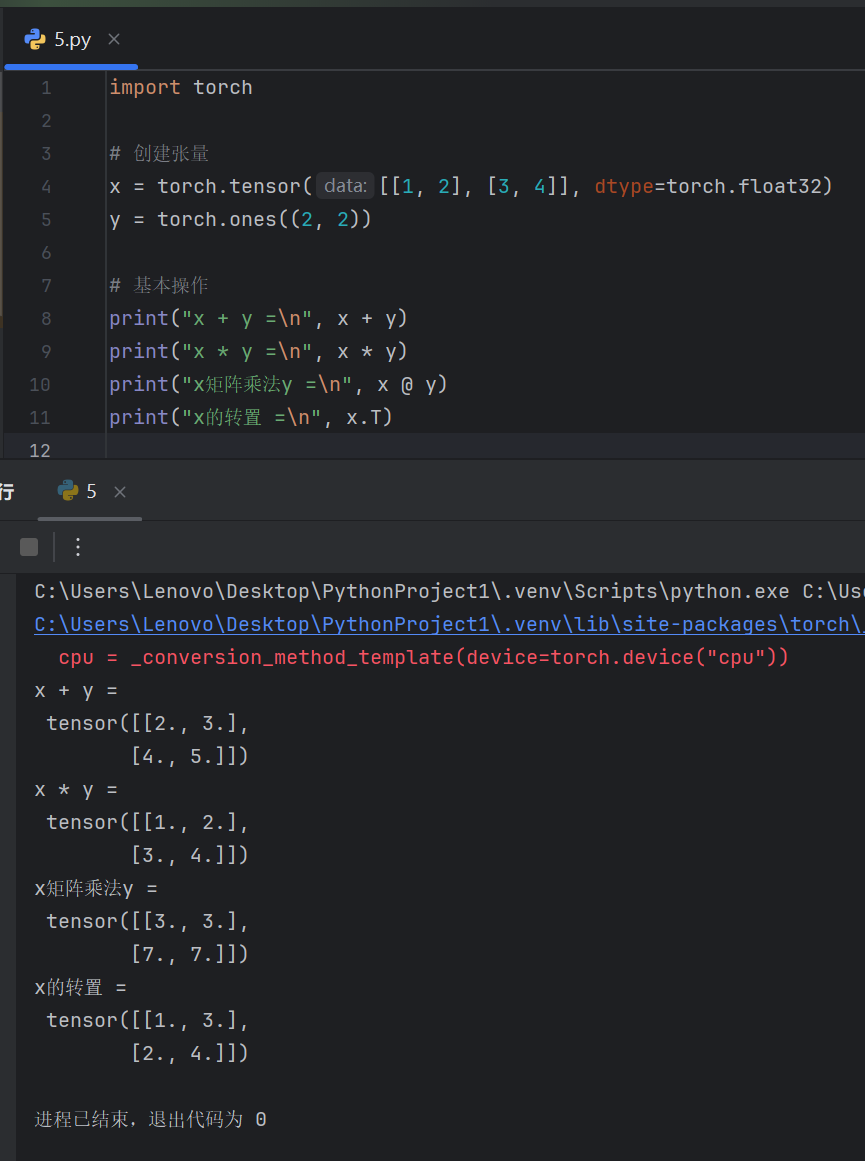 5.py
1 import torch
2
3 # 创建张量
4 x = torch.tensor( data: [[1, 2], [3, 4]], dtype=torch.float32)
5 y = torch.ones((2, 2))
6
7 # 基本操作
8 print("x + y =\n", x + y)
9 print("x * y =\n", x * y)
10 print("x矩阵乘法y =\n", x @ y)
11 print("x的转置 =\n", x.T)
12
行 5
C:\Users\Lenovo\Desktop\PythonProject1\.venv\Scripts\python.exe C:\Us
C:\Users\Lenovo\Desktop\PythonProject1\.venv\lib\site-packages\torch\
cpu = _conversion_method_template(device=torch.device("cpu"))
x + y =
tensor([[2., 3.],
[4., 5.]])
x * y =
tensor([[1., 2.],
[3., 4.]])
x矩阵乘法y =
tensor([[3., 3.],
[7., 7.]])
x的转置 =
tensor([[1., 3.],
[2., 4.]])
进程已结束，退出代码为 0